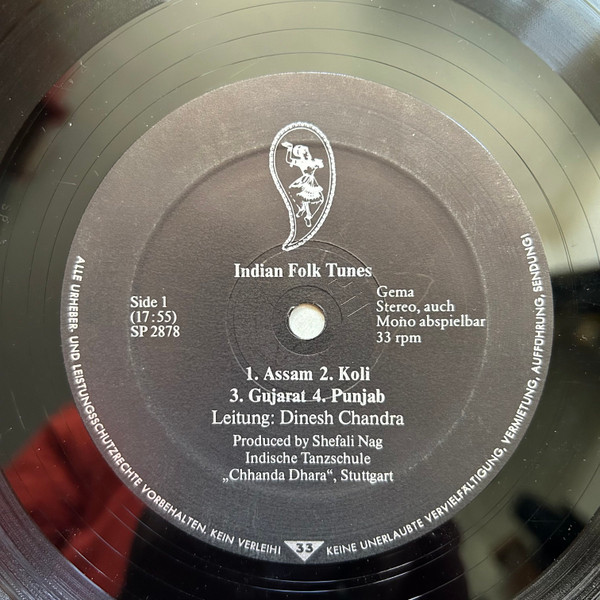 Indian Folk Tunes
Side 1
(17:55)
SP 2878
Gema
Stereo, auch
Mono abspielbar
33 rpm
1. Assam 2. Koli
3. Gujarat 4. Punjab
Leitung: Dinesh Chandra
Produced by Shefali Nag
Indische Tanzschule
„Chhanda Dhara“, Stuttgart
ALLE URHEBER- UND LEISTUNGSSCHUTZRECHTE VORBEHALTEN. KEIN VERLEIH! KEINE UNERLAUBTE VERVIELFÄLTIGUNG, VERMIETUNG, AUFFÜHRUNG, SENDUNG!
33